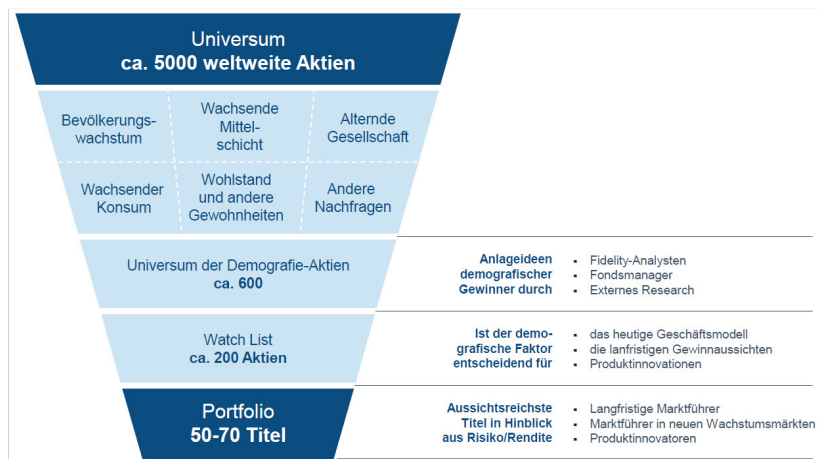 Universum
ca. 5000 weltweite Aktien
Bevölkerungs-
wachstum
Wachsende
Mittel-
schicht
Alternde
Gesellschaft
Wachsender
Konsum
Wohlstand
und andere
Gewohnheiten
Andere
Nachfragen
Universum der Demografie-Aktien
ca. 600
Anlageideen
demografischer
Gewinner durch
▪ Fidelity-Analysten
▪ Fondsmanager
▪ Externes Research
Watch List
ca. 200 Aktien
Ist der demo-
grafische Faktor
entscheidend für
▪ das heutige Geschäftsmodell
▪ die lanfristigen Gewinnaussichten
▪ Produktinnovationen
Portfolio
50-70 Titel
Aussichtsreichste
Titel in Hinblick
aus Risiko/Rendite
▪ Langfristige Marktführer
▪ Marktführer in neuen Wachstumsmärkten
▪ Produktinnovatoren